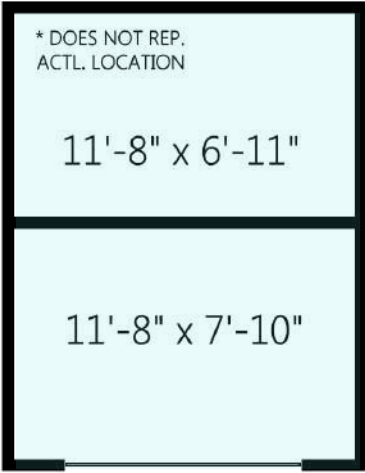 * DOES NOT REP.
ACTL. LOCATION
11'-8" x 6'-11"
11'-8" x 7'-10"